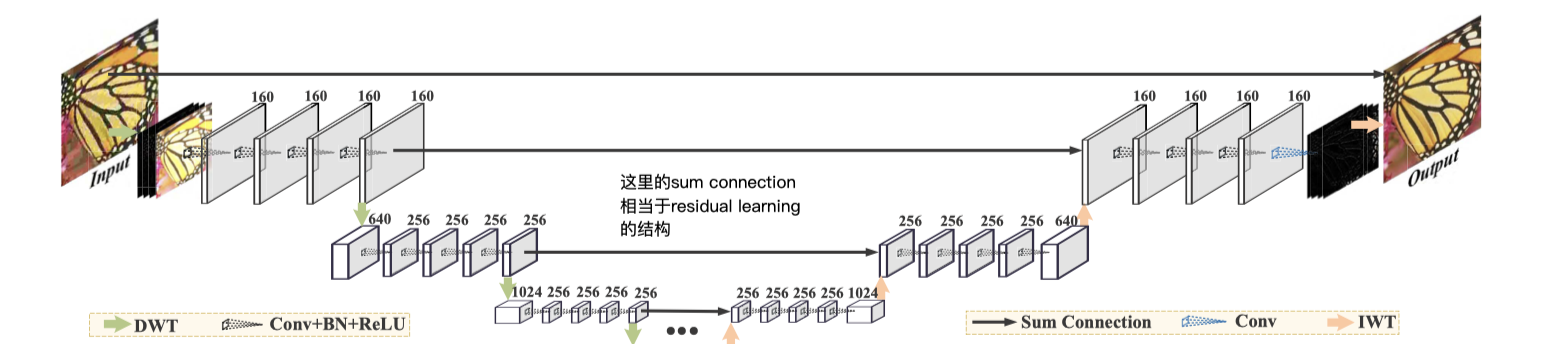 160 160 160 160
160 160 160 160
Input
Output
这里的sum connection
相当于residual learning
的结构
640 256 256 256 256
256 256 256 256 640
1024 256 256 256 256
256 256 256 256 1024
•••
DWT Conv+BN+ReLU
Sum Connection Conv IWT